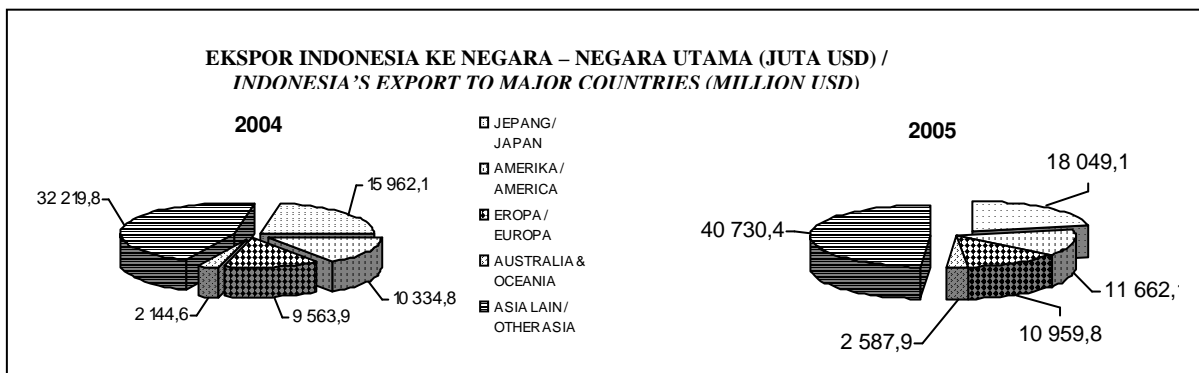 EKSPOR INDONESIA KE NEGARA – NEGARA UTAMA (JUTA USD) /
INDONESIA'S EXPORT TO MAJOR COUNTRIES (MILLION USD)
2004
32 219,8
15 962,1
10 334,8
9 563,9
2 144,6
JEPANG/
JAPAN
AMERIKA/
AMERICA
EROPA /
EUROPA
AUSTRALIA &
OCEANIA
ASIA LAIN/
OTHER ASIA
2005
18 049,1
40 730,4
11 662,
10 959,8
2 587,9